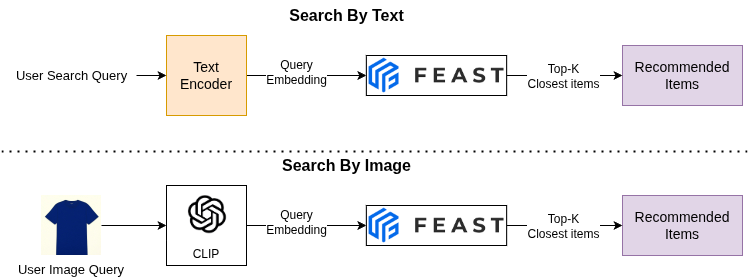 Search By Text
User Search Query
Text
Encoder
Query
Embedding
FEAST
Top-K
Closest items
Recommended
Items
Search By Image
User Image Query
CLIP
Query
Embedding
FEAST
Top-K
Closest items
Recommended
Items